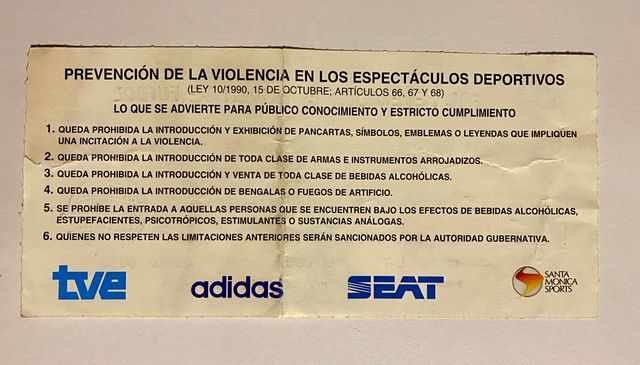 PREVENCIÓN DE LA VIOLENCIA EN LOS ESPECTÁCULOS DEPORTIVOS
(LEY 10/1990, 15 DE OCTUBRE; ARTÍCULOS 66, 67 Y 68)
LO QUE SE ADVIERTE PARA PÚBLICO CONOCIMIENTO Y ESTRICTO CUMPLIMIENTO
1. QUEDA PROHIBIDA LA INTRODUCCIÓN Y EXHIBICIÓN DE PANCARTAS, SÍMBOLOS, EMBLEMAS O LEYENDAS QUE IMPLIQUEN
UNA INCITACIÓN A LA VIOLENCIA.
2. QUEDA PROHIBIDA LA INTRODUCCIÓN DE TODA CLASE DE ARMAS E INSTRUMENTOS ARROJADIZOS.
3. QUEDA PROHIBIDA LA INTRODUCCIÓN Y VENTA DE TODA CLASE DE BEBIDAS ALCOHÓLICAS.
4. QUEDA PROHIBIDA LA INTRODUCCIÓN DE BENGALAS O FUEGOS DE ARTIFICIO.
5. SE PROHÍBE LA ENTRADA A AQUELLAS PERSONAS QUE SE ENCUENTREN BAJO LOS EFECTOS DE BEBIDAS ALCOHÓLICAS,
ESTUPEFACIENTES, PSICOTRÓPICOS, ESTIMULANTES O SUSTANCIAS ANÁLOGAS.
6. QUIENES NO RESPETEN LAS LIMITACIONES ANTERIORES SERÁN SANCIONADOS POR LA AUTORIDAD GUBERNATIVA.
tve adidas SEAT
SANTA
MONICA
SPORTS